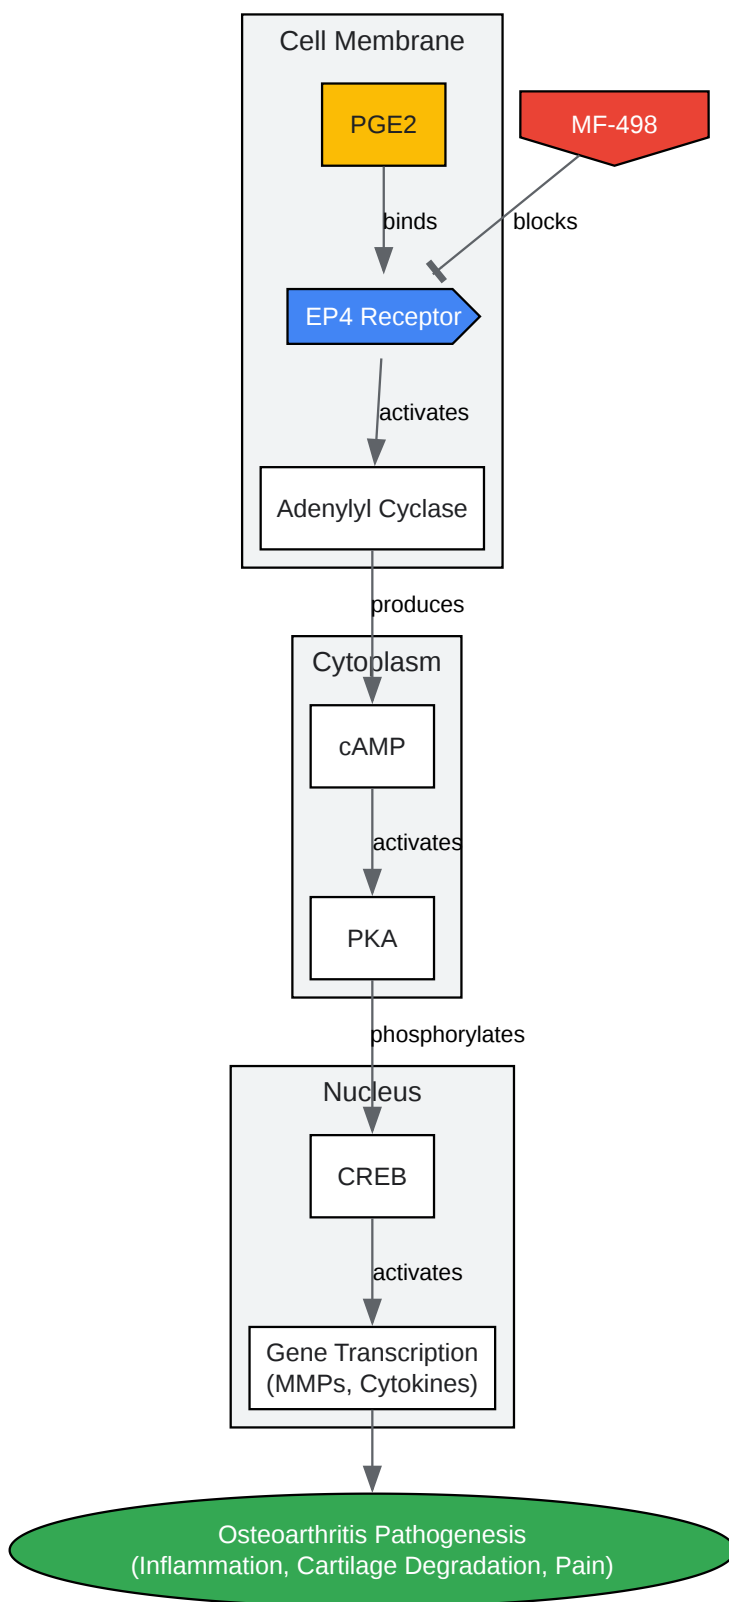 Cell Membrane
PGE2
MF-498
binds
blocks
EP4 Receptor
activates
Adenylyl Cyclase
produces
Cytoplasm
cAMP
activates
PKA
phosphorylates
Nucleus
CREB
activates
Gene Transcription
(MMPs, Cytokines)
Osteoarthritis Pathogenesis
(Inflammation, Cartilage Degradation, Pain)